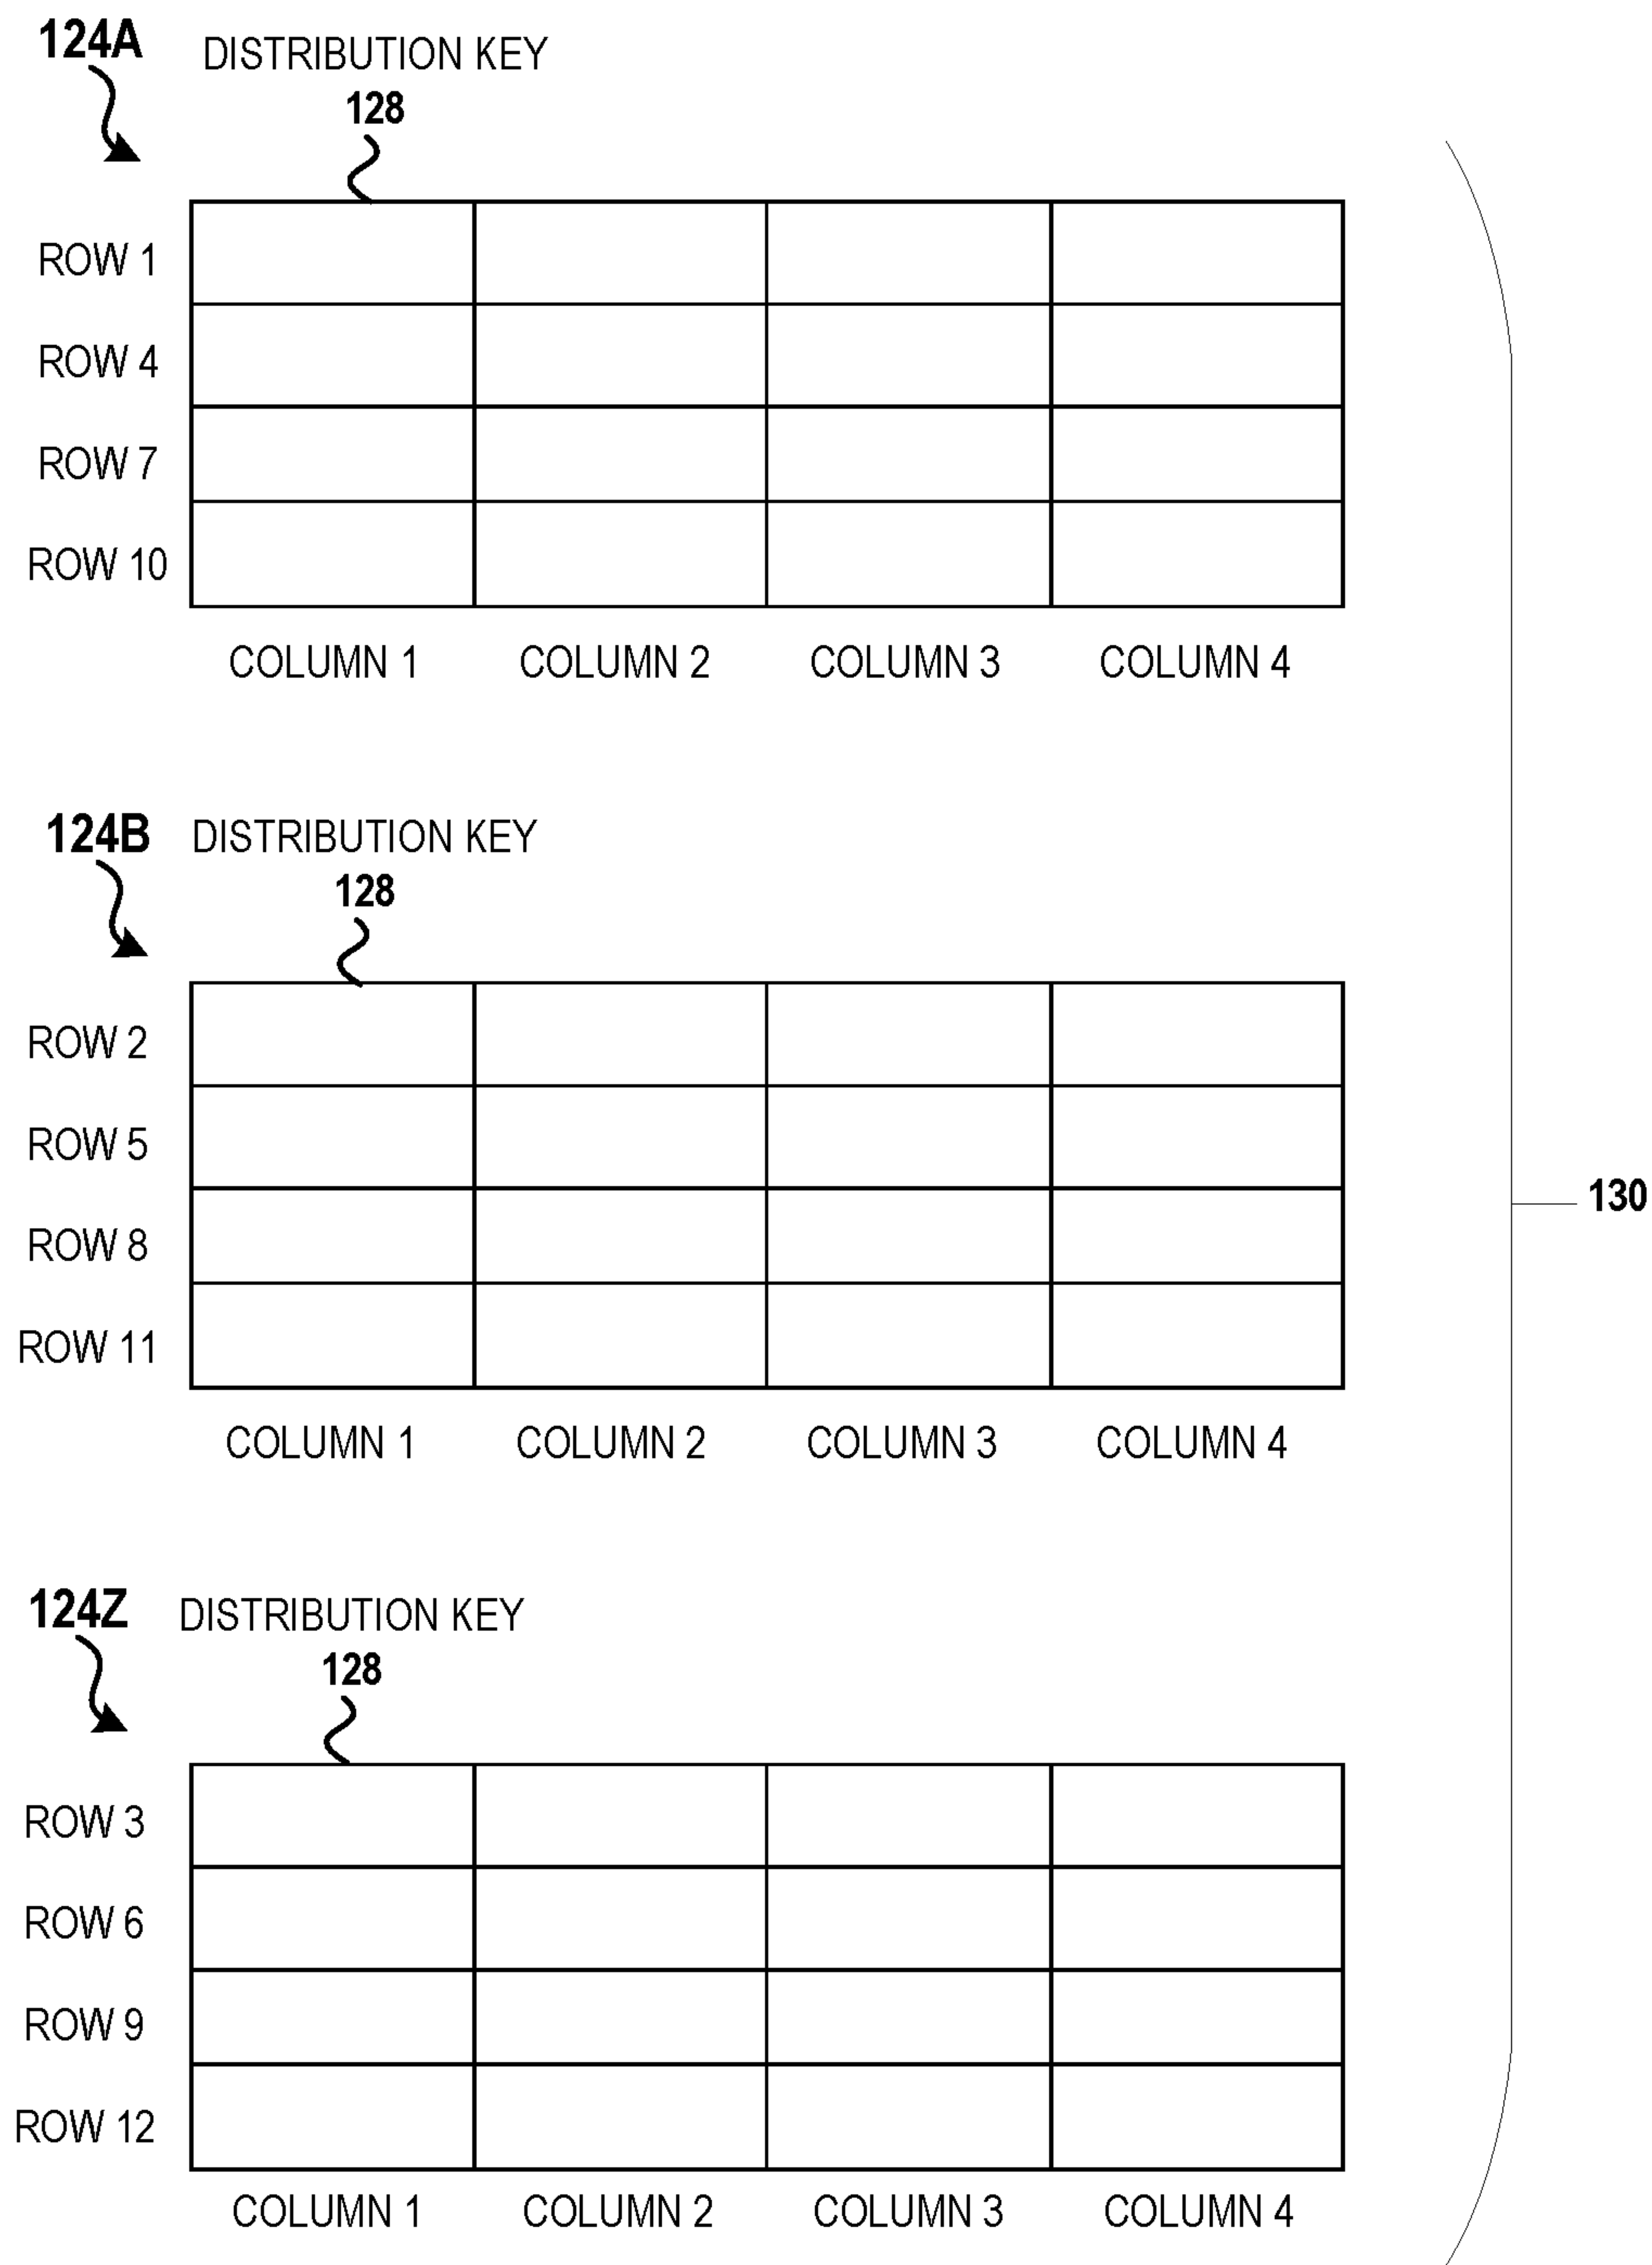 124A DISTRIBUTION KEY
128
ROW 1
ROW 4
ROW 7
ROW 10
COLUMN 1 COLUMN 2 COLUMN 3 COLUMN 4
124B DISTRIBUTION KEY
128
ROW 2
ROW 5
ROW 8
ROW 11
COLUMN 1 COLUMN 2 COLUMN 3 COLUMN 4
130
124Z DISTRIBUTION KEY
128
ROW 3
ROW 6
ROW 9
ROW 12
COLUMN 1 COLUMN 2 COLUMN 3 COLUMN 4